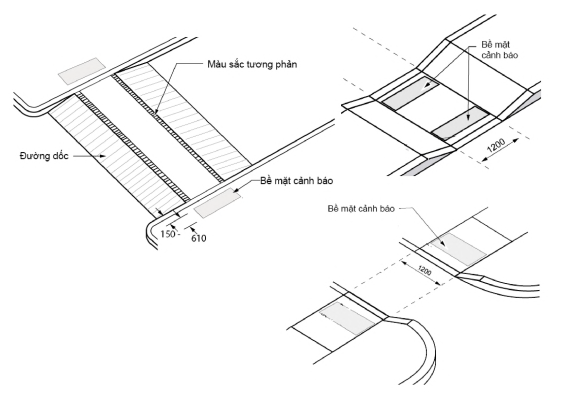 Màu sắc tương phản
Đường dốc
Bề mặt cảnh báo
150
610
Bề mặt
cảnh báo
1200
Bề mặt cảnh báo
1200